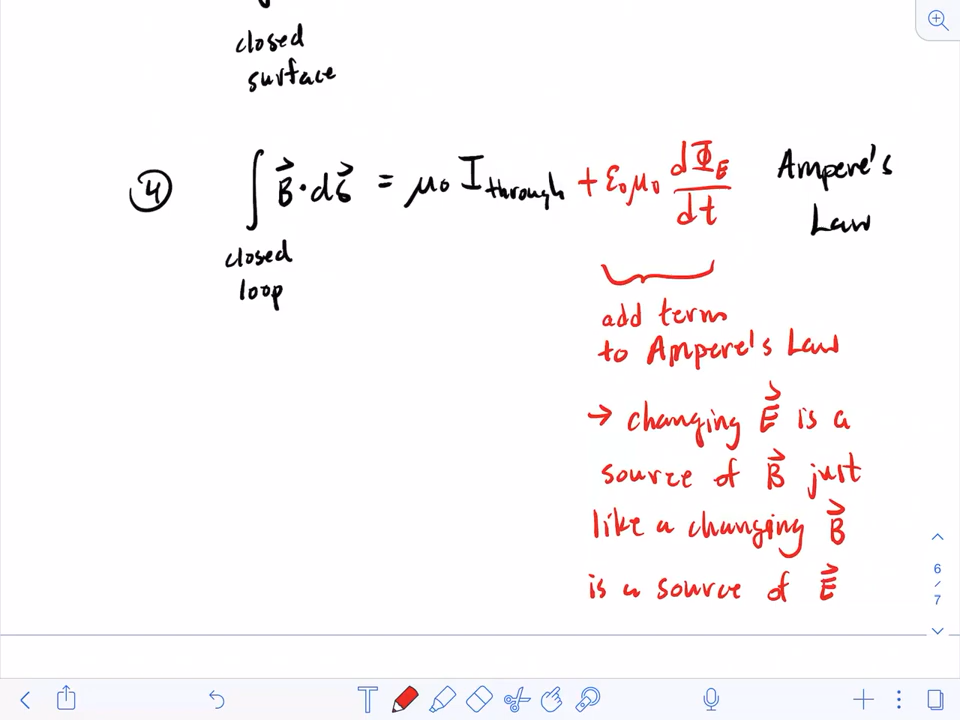 closed
surface
④ ∫ B⃗ · ds⃗ = μ₀ I through + ε₀μ₀ dΦ_E / dt
Ampere's
Law
closed
loop
add term
to Ampere's Law
→ changing E⃗ is a
source of B⃗ just
like a changing B⃗
is a source of E⃗
6
/
7
T